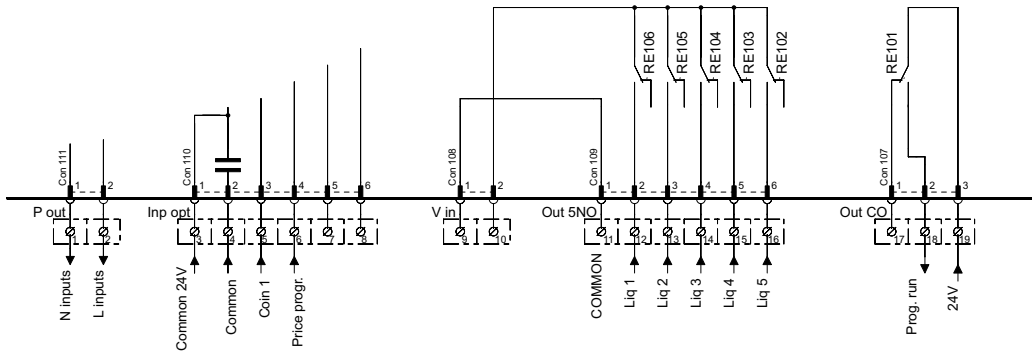 RE106
RE105
RE104
RE103
RE102
RE101
Con 111
Con 110
Con 108
Con 109
Con 107
1 2
1 2 3 4 5 6
1 2
1 2 3 4 5 6
1 2 3
P out
Inp opt
V in
Out 5NO
Out CO
1 2
3 4 5 6 7 8
9 10
11 12 13 14 15 16
17 18 19
N inputs
L inputs
Common 24V
Common
Coin 1
Price progr.
COMMON
Liq 1
Liq 2
Liq 3
Liq 4
Liq 5
Prog. run
24V